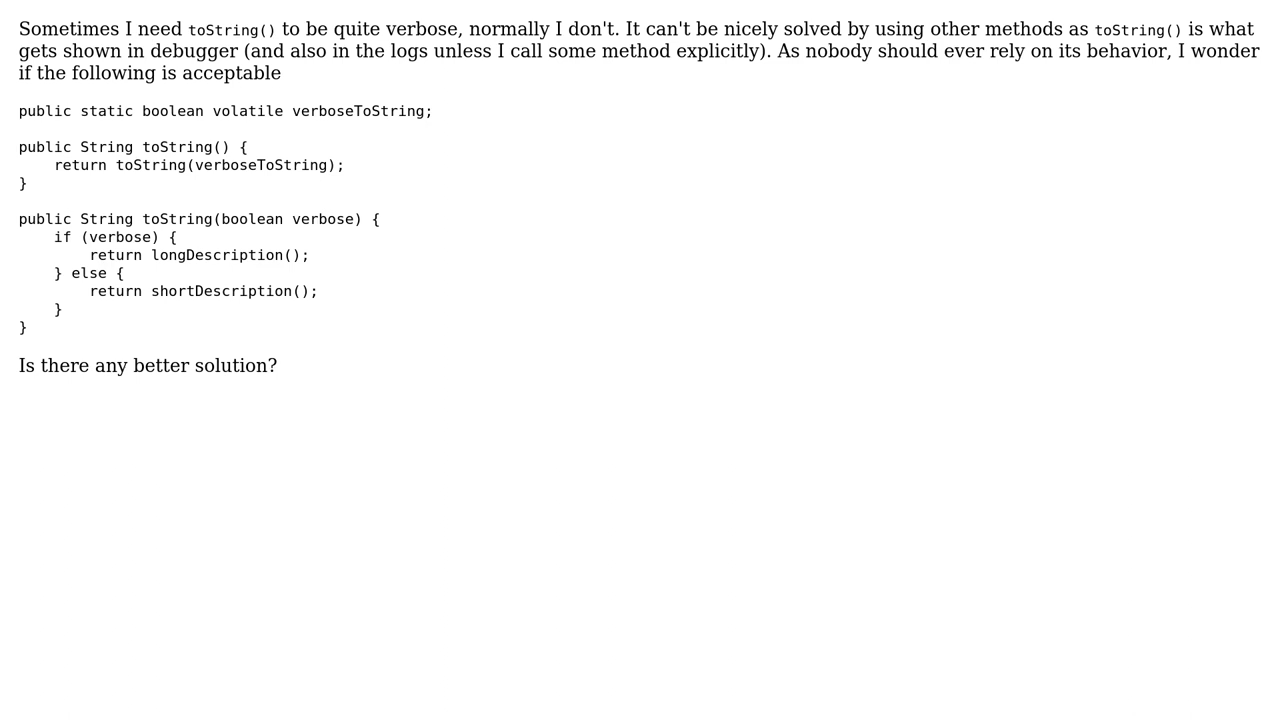 Sometimes I need toString() to be quite verbose, normally I don't. It can't be nicely solved by using other methods as toString() is what
gets shown in debugger (and also in the logs unless I call some method explicitly). As nobody should ever rely on its behavior, I wonder
if the following is acceptable
public static boolean volatile verboseToString;
public String toString() {
    return toString(verboseToString);
}
public String toString(boolean verbose) {
    if (verbose) {
        return longDescription();
    } else {
        return shortDescription();
    }
}
Is there any better solution?